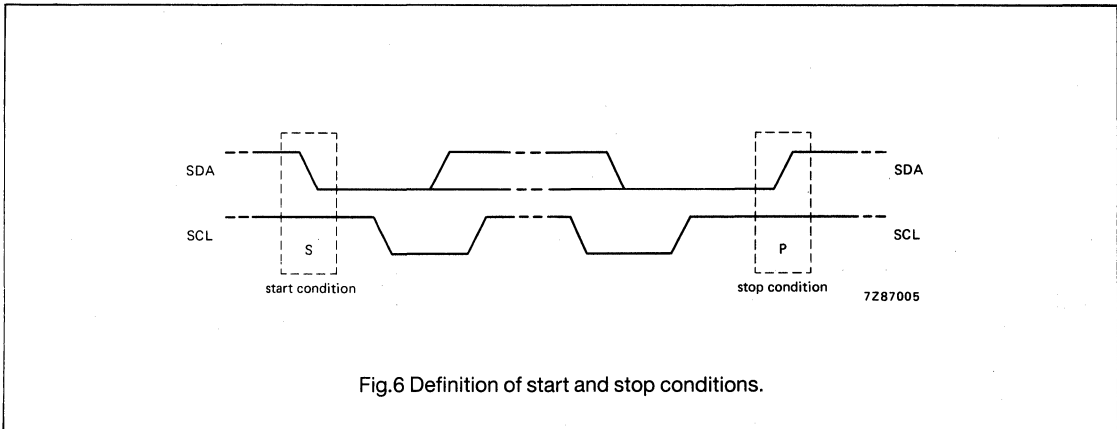 SDA SDA
SCL SCL
S P
start condition stop condition
7Z87005
Fig.6 Definition of start and stop conditions.